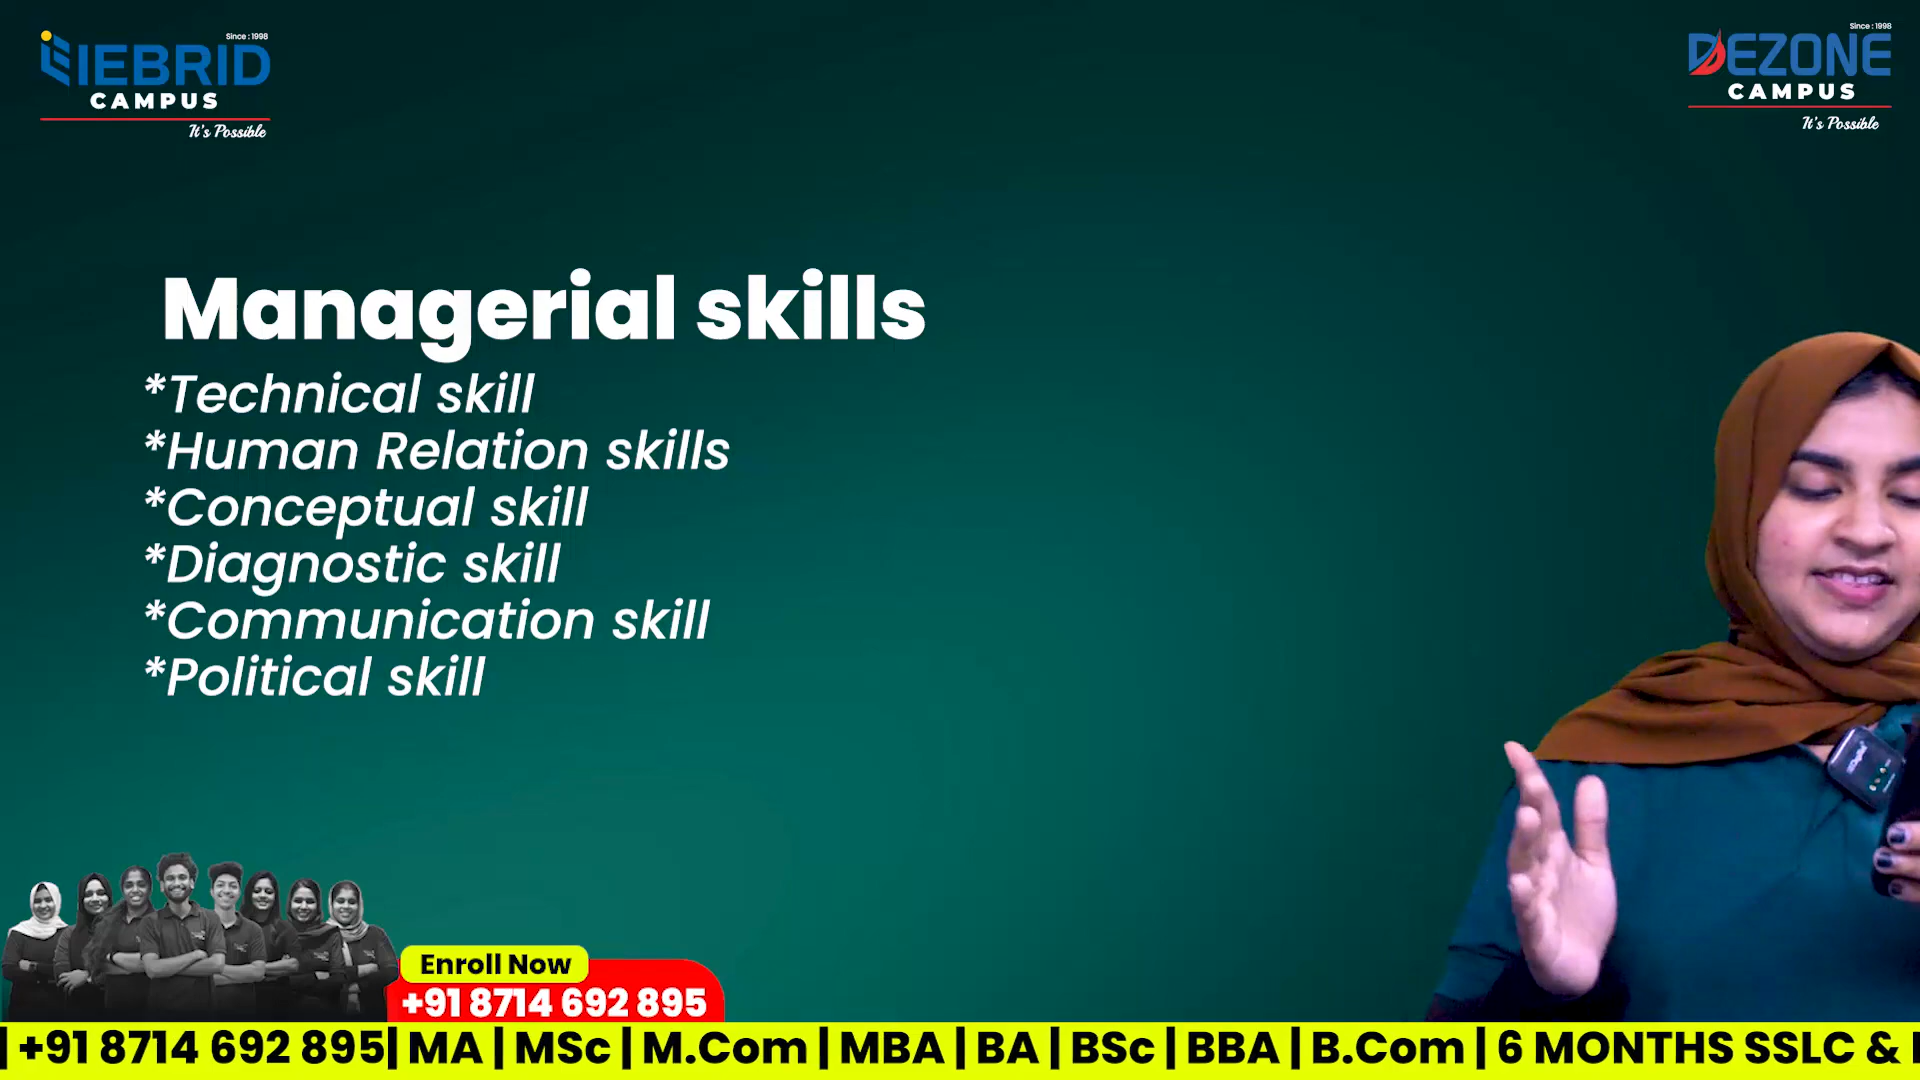 Since : 1998
HIEBRID
CAMPUS
It's Possible
Since : 1998
DEZONE
CAMPUS
It's Possible
Managerial skills
*Technical skill
*Human Relation skills
*Conceptual skill
*Diagnostic skill
*Communication skill
*Political skill
Enroll Now
+91 8714 692 895
| +91 8714 692 895| MA | MSc | M.Com | MBA | BA | BSc | BBA | B.Com | 6 MONTHS SSLC &